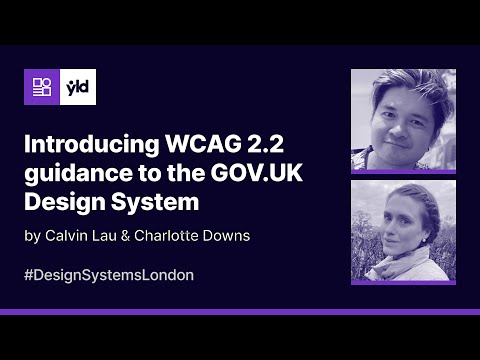 yld
Introducing WCAG 2.2
guidance to the GOV.UK
Design System
by Calvin Lau & Charlotte Downs
#DesignSystemsLondon